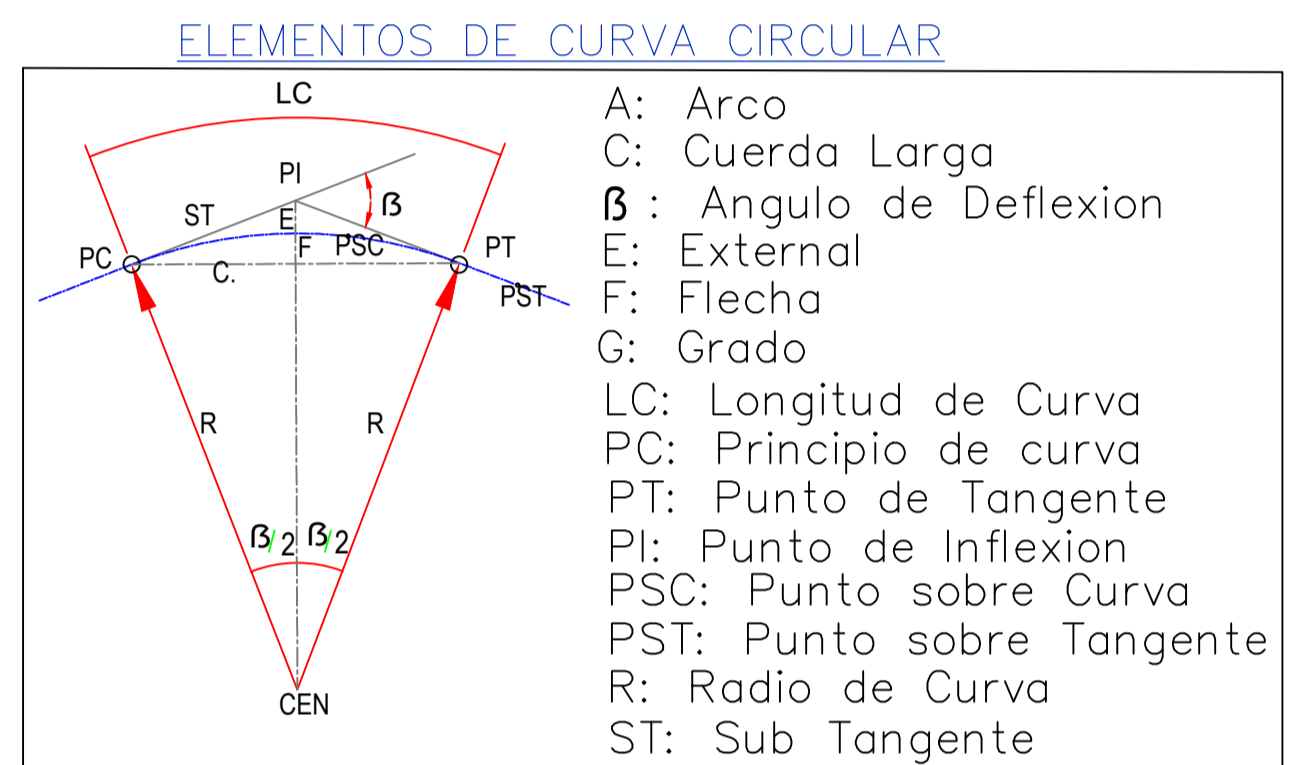 ELEMENTOS DE CURVA CIRCULAR
LC
PI
ß
ST
E
F
PSC
PC
PT
C.
PST
R
R
ß/2
ß/2
CEN
A: Arco
C: Cuerda Larga
ß : Angulo de Deflexion
E: External
F: Flecha
G: Grado
LC: Longitud de Curva
PC: Principio de curva
PT: Punto de Tangente
PI: Punto de Inflexion
PSC: Punto sobre Curva
PST: Punto sobre Tangente
R: Radio de Curva
ST: Sub Tangente